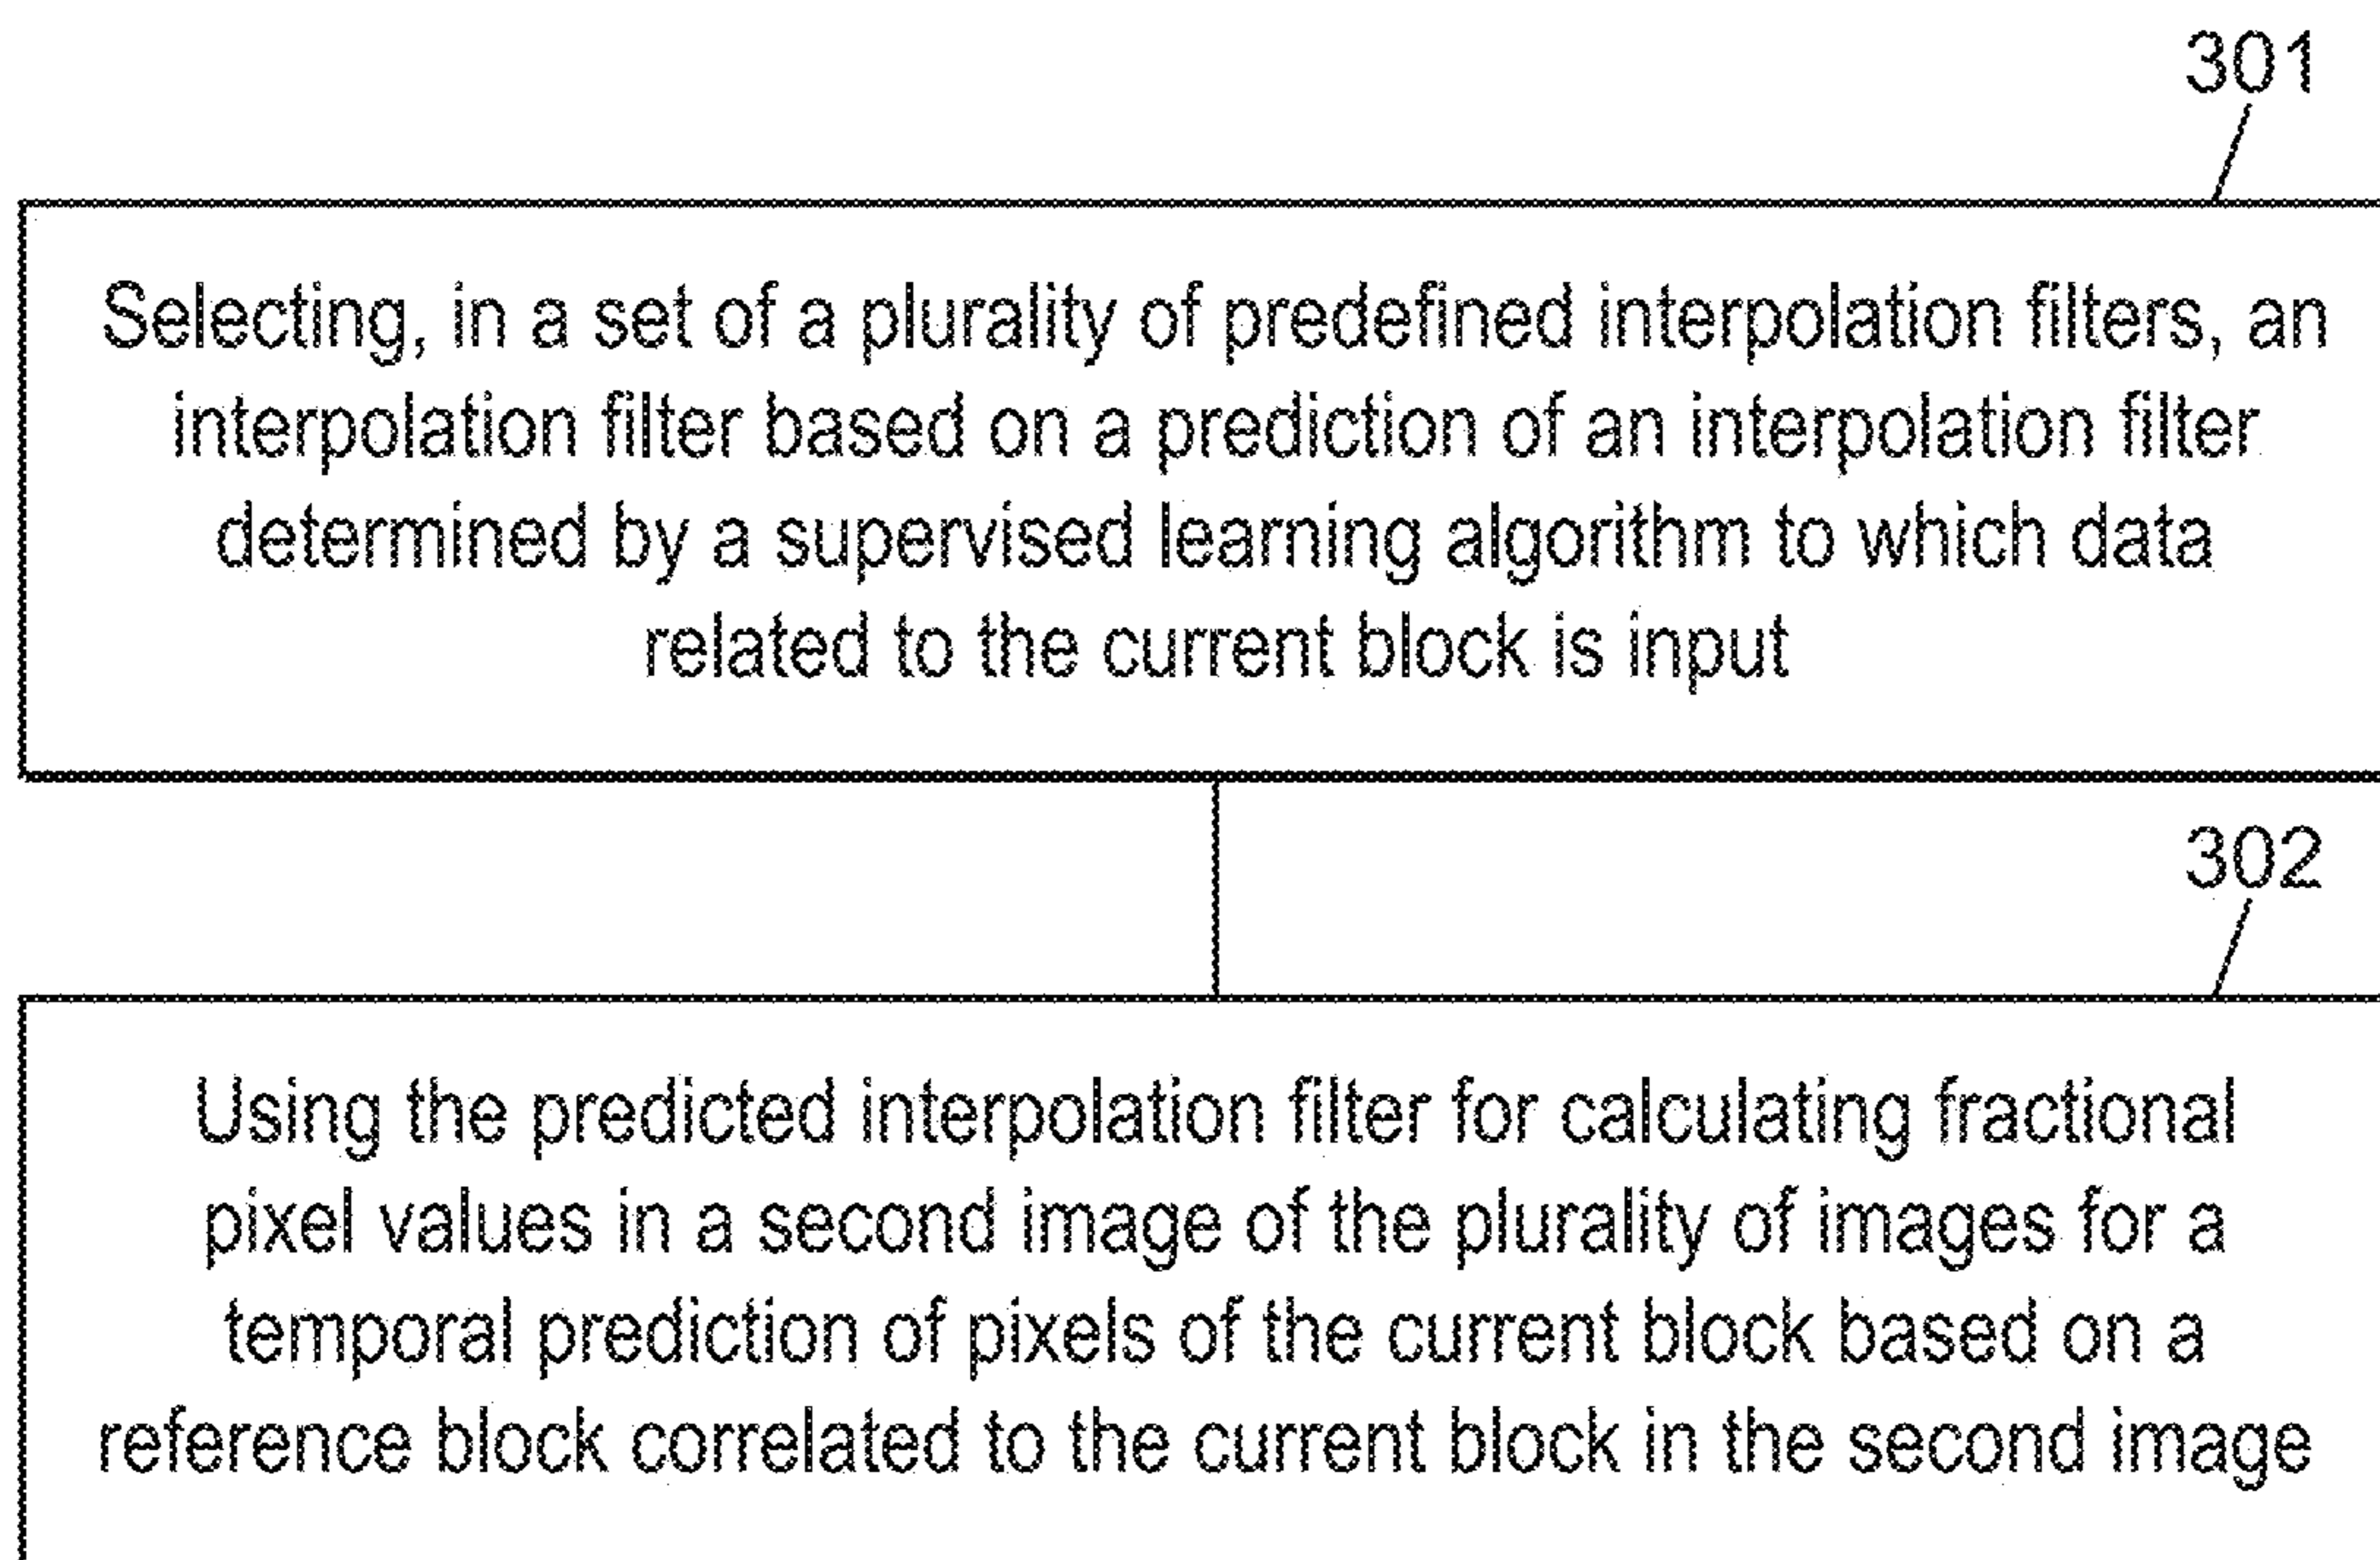 301
Selecting, in a set of a plurality of predefined interpolation filters, an
interpolation filter based on a prediction of an interpolation filter
determined by a supervised learning algorithm to which data
related to the current block is input
302
Using the predicted interpolation filter for calculating fractional
pixel values in a second image of the plurality of images for a
temporal prediction of pixels of the current block based on a
reference block correlated to the current block in the second image